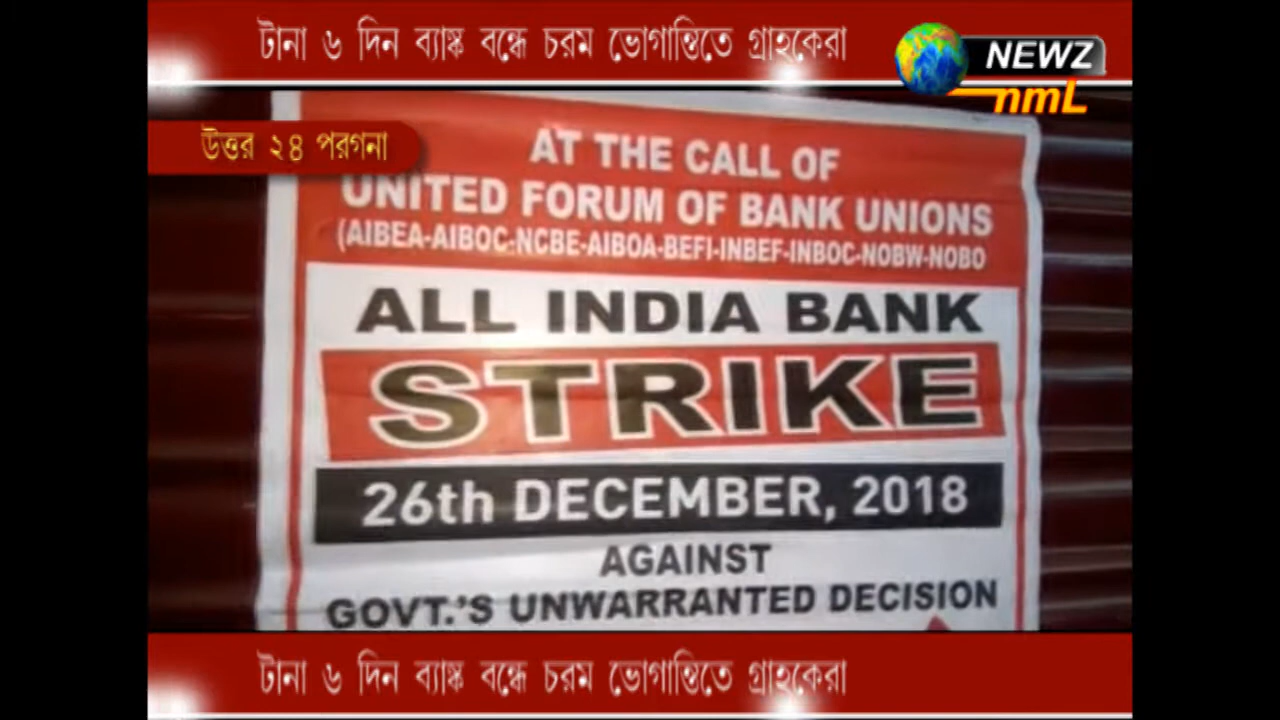 টানা ৬ দিন ব্যাঙ্ক বন্ধে চরম ভোগান্তিতে গ্রাহকেরা
NEWZ
nmL
উত্তর ২৪ পরগনা
AT THE CALL OF
UNITED FORUM OF BANK UNIONS
(AIBEA-AIBOC-NCBE-AIBOA-BEFI-INBEF-INBOC-NOBW-NOBO
ALL INDIA BANK
STRIKE
26th DECEMBER, 2018
AGAINST
GOVT.'S UNWARRANTED DECISION
টানা ৬ দিন ব্যাঙ্ক বন্ধে চরম ভোগান্তিতে গ্রাহকেরা